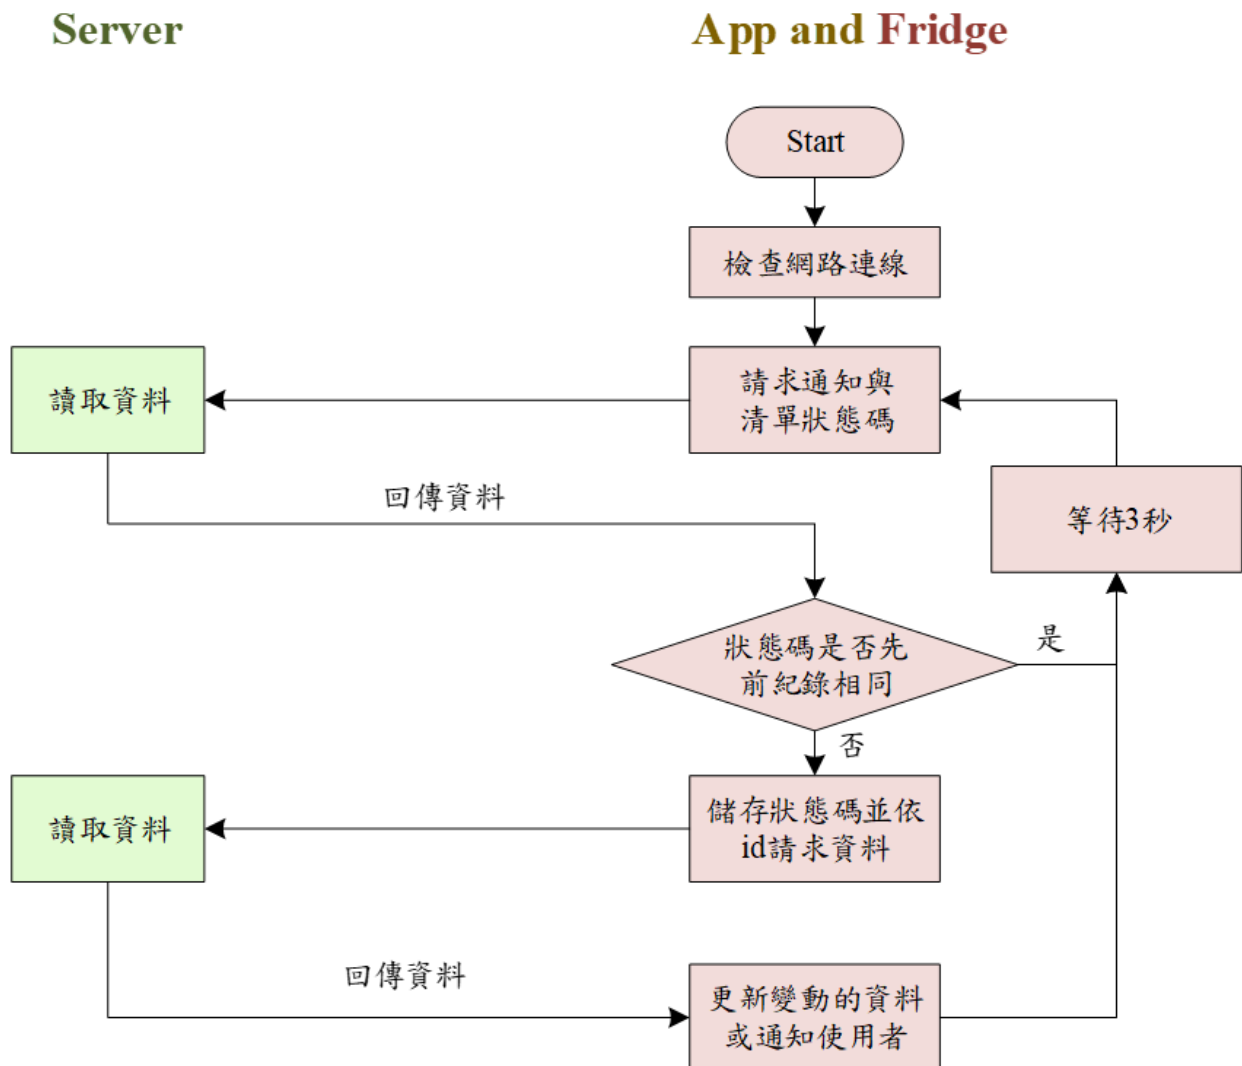 Server
App and Fridge
Start
檢查網路連線
請求通知與
清單狀態碼
讀取資料
回傳資料
等待3秒
狀態碼是否先
前紀錄相同
是
否
儲存狀態碼並依
id請求資料
讀取資料
回傳資料
更新變動的資料
或通知使用者